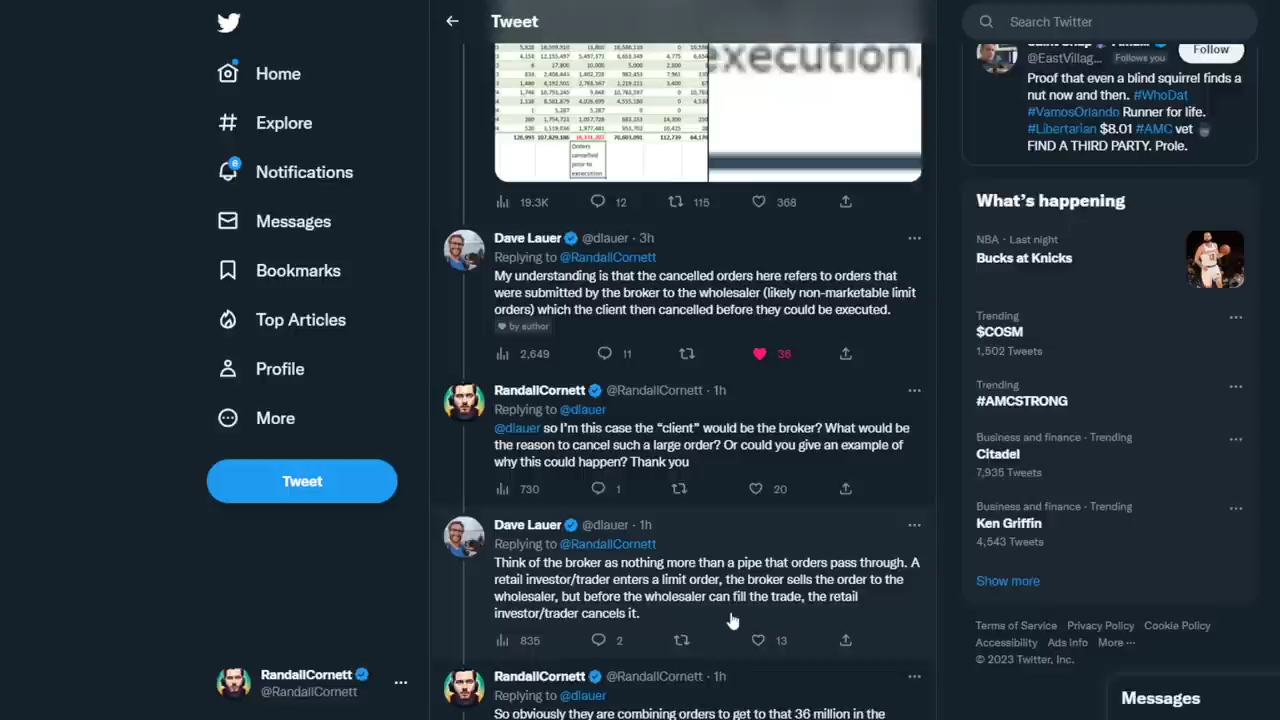 Home
Explore
6
Notifications
Messages
Bookmarks
Top Articles
Profile
More
Tweet
RandallCornett
@RandallCornett
Tweet
execution,
Orders
cancelled
prior to
execution
19.3K 12 115 368
Dave Lauer @dlauer · 3h
Replying to @RandallCornett
My understanding is that the cancelled orders here refers to orders that
were submitted by the broker to the wholesaler (likely non-marketable limit
orders) which the client then cancelled before they could be executed.
by author
2,649 11 36
RandallCornett @RandallCornett · 1h
Replying to @dlauer
@dlauer so I'm this case the “client” would be the broker? What would be
the reason to cancel such a large order? Or could you give an example of
why this could happen? Thank you
730 1 20
Dave Lauer @dlauer · 1h
Replying to @RandallCornett
Think of the broker as nothing more than a pipe that orders pass through. A
retail investor/trader enters a limit order, the broker sells the order to the
wholesaler, but before the wholesaler can fill the trade, the retail
investor/trader cancels it.
835 2 13
RandallCornett @RandallCornett · 1h
Replying to @dlauer
So obviously they are combining orders to get to that 36 million in the
Search Twitter
@EastVillag... Follows you
Follow
Proof that even a blind squirrel finds a
nut now and then. #WhoDat
#VamosOrlando Runner for life.
#Libertarian $8.01 #AMC vet
FIND A THIRD PARTY. Prole.
What's happening
NBA · Last night
Bucks at Knicks
Trending
$COSM
1,502 Tweets
Trending
#AMCSTRONG
Business and finance · Trending
Citadel
7,935 Tweets
Business and finance · Trending
Ken Griffin
4,543 Tweets
Show more
Terms of Service Privacy Policy Cookie Policy
Accessibility Ads Info More ···
© 2023 Twitter, Inc.
Messages